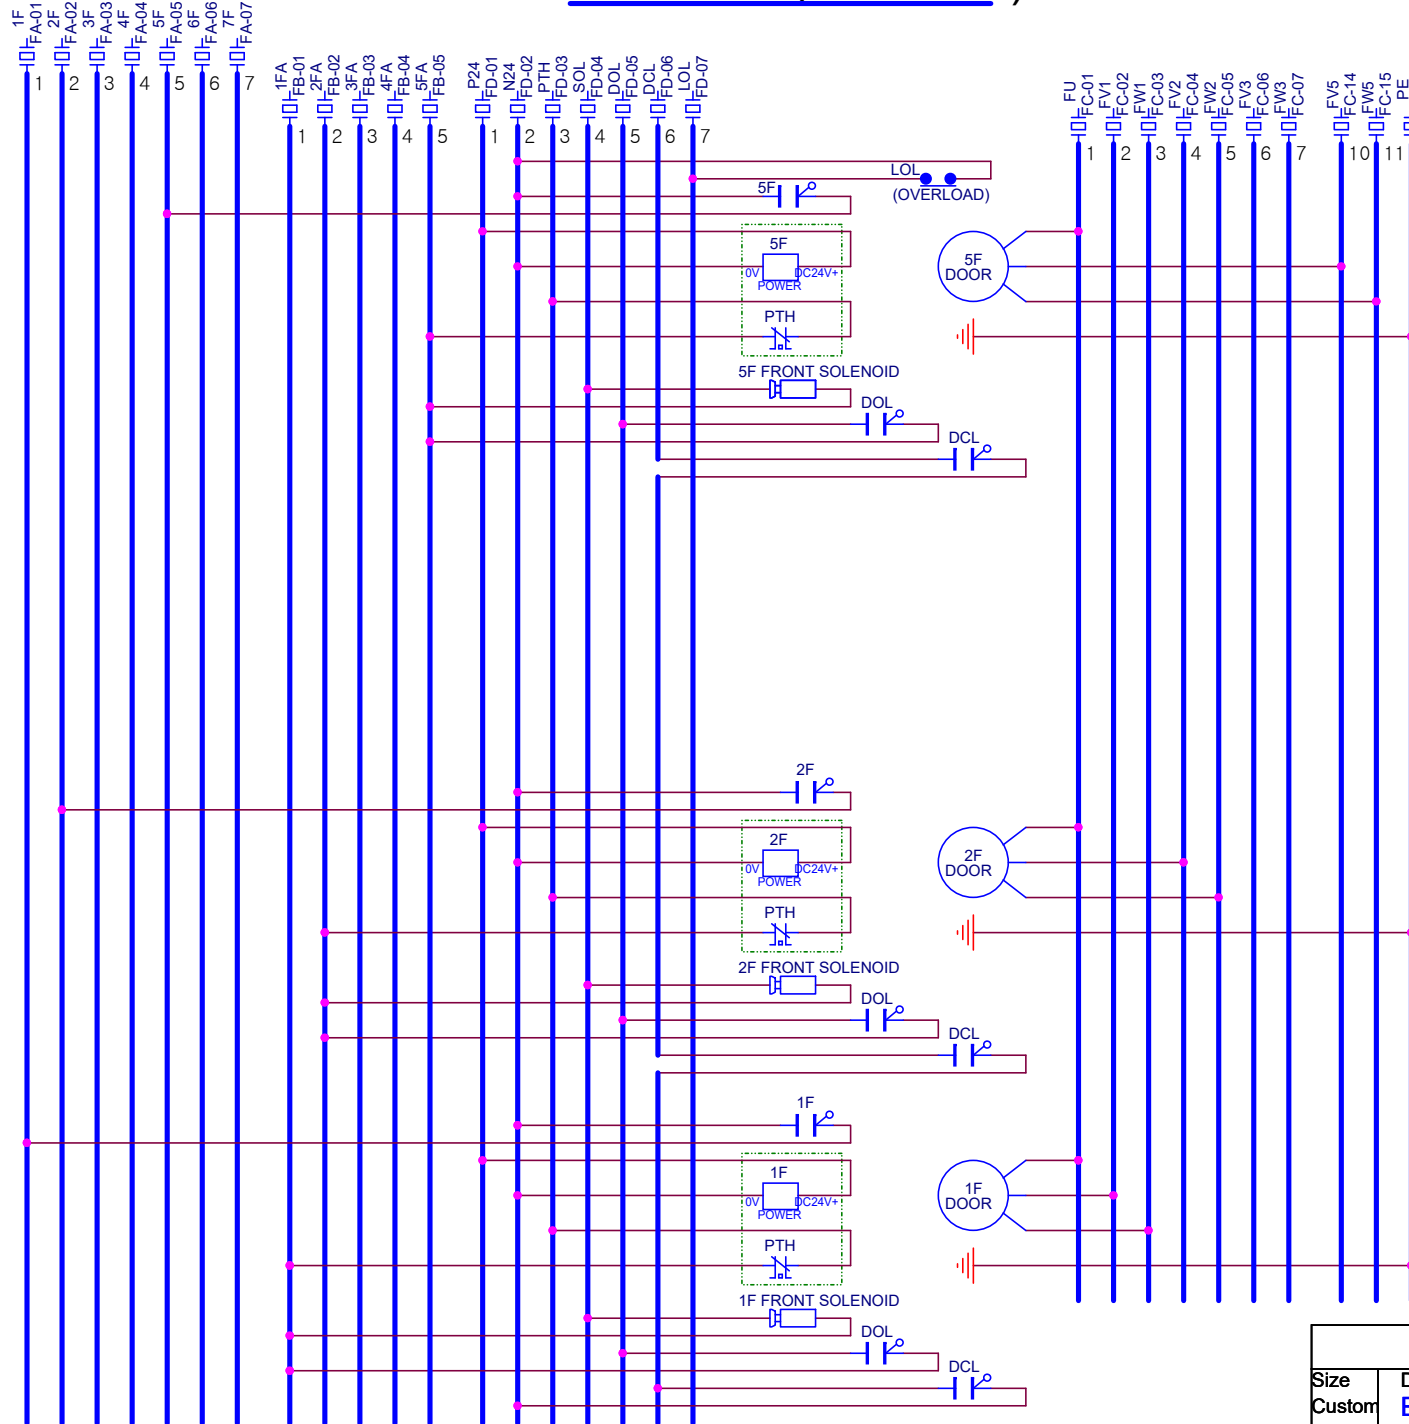 1F FA-01
2F FA-02
3F FA-03
4F FA-04
5F FA-05
6F FA-06
7F FA-07
1 2 3 4 5 6 7
1FA FB-01
2FA FB-02
3FA FB-03
4FA FB-04
5FA FB-05
1 2 3 4 5
P24 FD-01
N24 FD-02
PTH FD-03
SOL FD-04
DOL FD-05
DCL FD-06
LOL FD-07
1 2 3 4 5 6 7
FU FC-01
FV1 FC-02
FW1 FC-03
FV2 FC-04
FW2 FC-05
FV3 FC-06
FW3 FC-07
FV5 FC-14
FW5 FC-15
PE
1 2 3 4 5 6 7 10 11
LOL
(OVERLOAD)
5F
5F
0V DC24V+
POWER
PTH
5F
DOOR
5F FRONT SOLENOID
DOL
DCL
2F
2F
0V DC24V+
POWER
PTH
2F
DOOR
2F FRONT SOLENOID
DOL
DCL
1F
1F
0V DC24V+
POWER
PTH
1F
DOOR
1F FRONT SOLENOID
DOL
DCL
Size
Custom